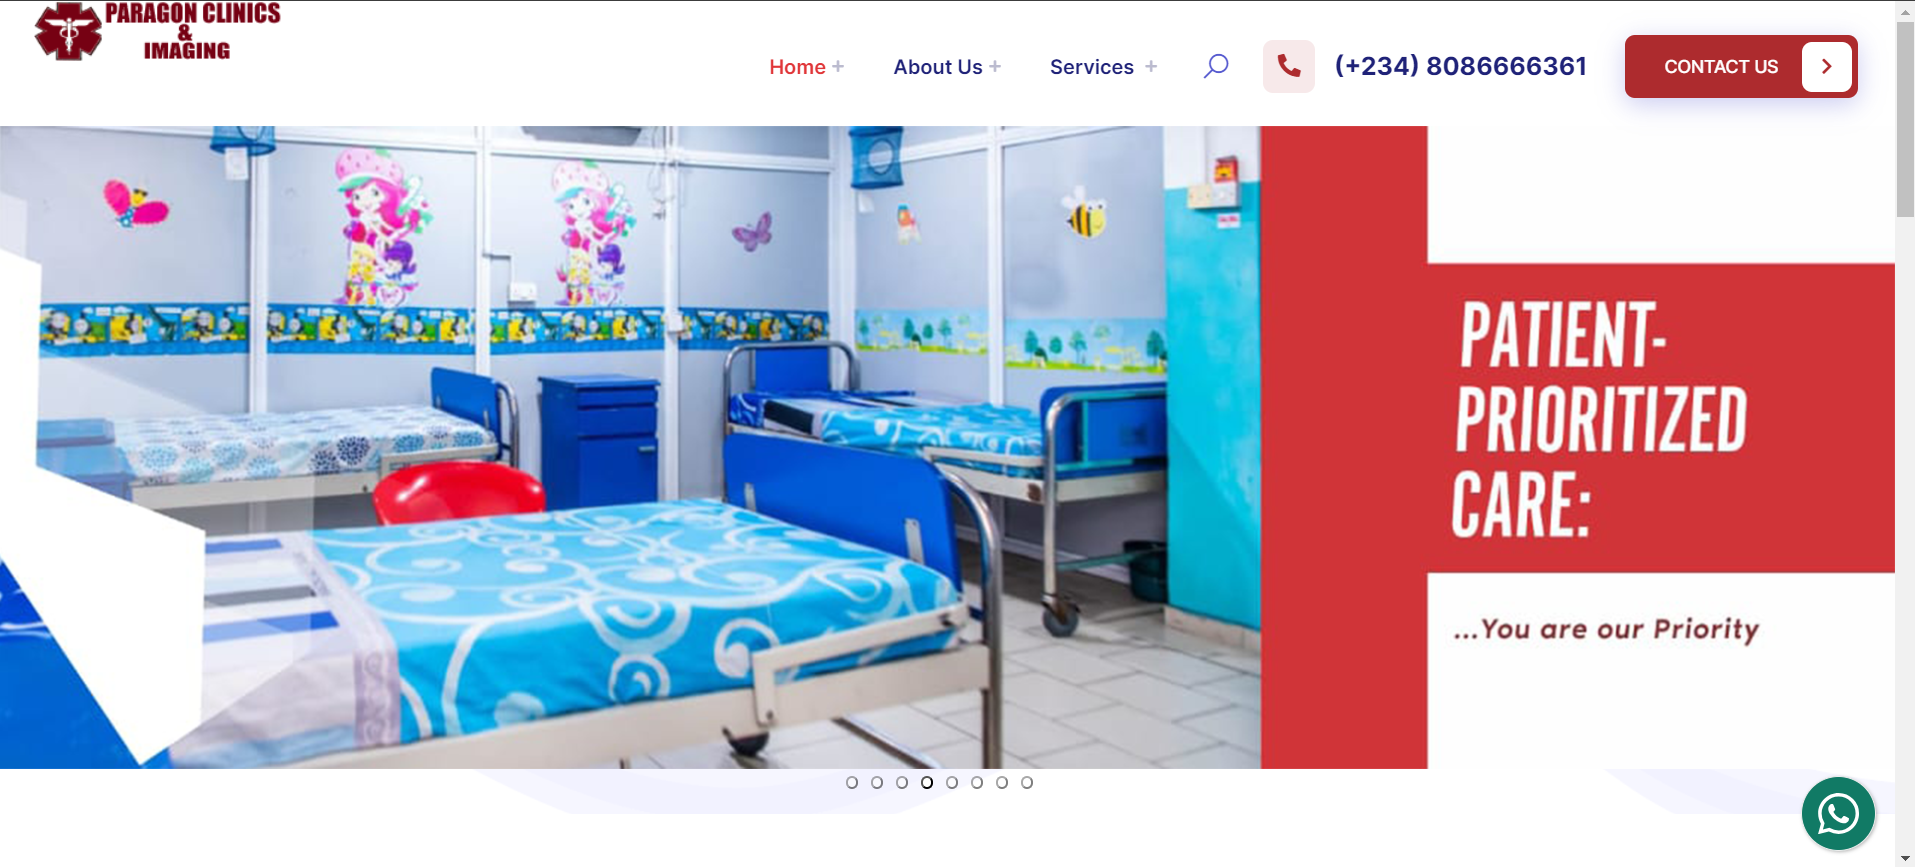 PARAGON CLINICS
&
IMAGING
Home +
About Us +
Services +
(+234) 8086666361
CONTACT US
PATIENT-
PRIORITIZED
CARE:
...You are our Priority